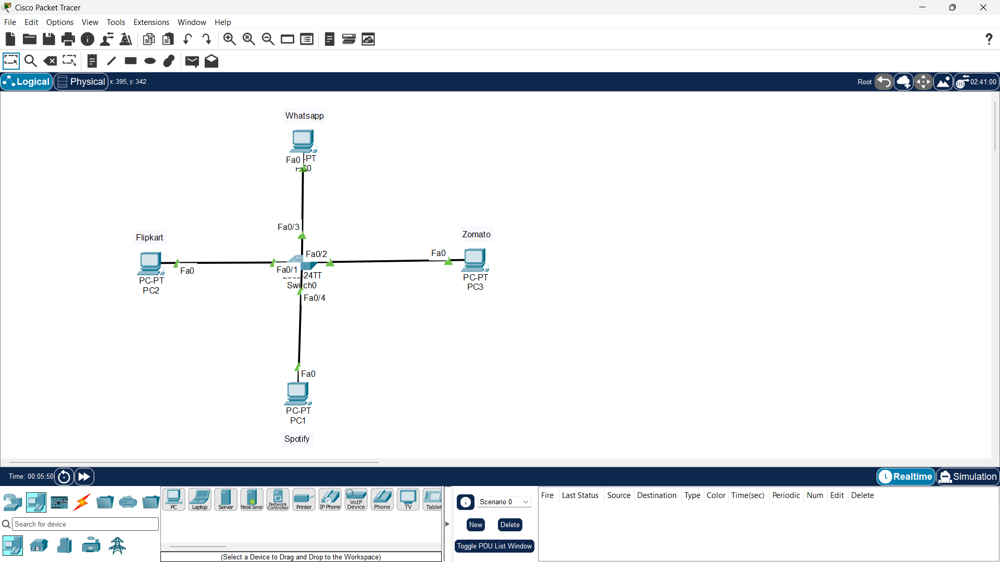 Cisco Packet Tracer
File Edit Options View Tools Extensions Window Help
Logical Physical x: 395, y: 342 Root 02:41:00
Whatsapp
Fa0 -PT
PC0
Fa0/3
Flipkart
Zomato
Fa0/2 Fa0
Fa0 Fa0/1
24TT
PC-PT PC-PT
PC2 Switch0 PC3
Fa0/4
Fa0
PC-PT
PC1
Spotify
Time: 00:05:50 Realtime Simulation
Fire Last Status Source Destination Type Color Time(sec) Periodic Num Edit Delete
Scenario 0
PC Laptop Server Meraki Server Network Controller Printer IP Phone VoIP Device Phone TV Tablet
Search for device
New Delete
Toggle PDU List Window
(Select a Device to Drag and Drop to the Workspace)